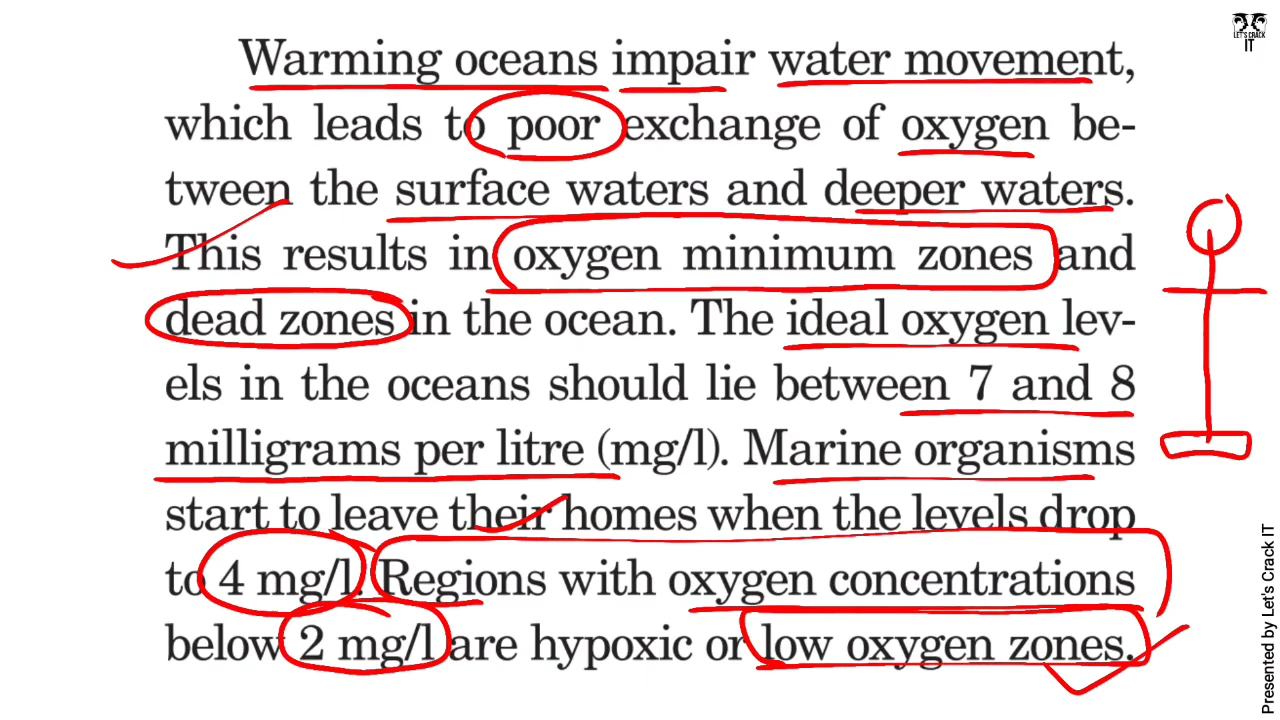 Warming oceans impair water movement,
which leads to poor exchange of oxygen be-
tween the surface waters and deeper waters.
This results in oxygen minimum zones and
dead zones in the ocean. The ideal oxygen lev-
els in the oceans should lie between 7 and 8
milligrams per litre (mg/l). Marine organisms
start to leave their homes when the levels drop
to 4 mg/l. Regions with oxygen concentrations
below 2 mg/l are hypoxic or low oxygen zones.
LET'S CRACK
IT
Presented by Let's Crack IT